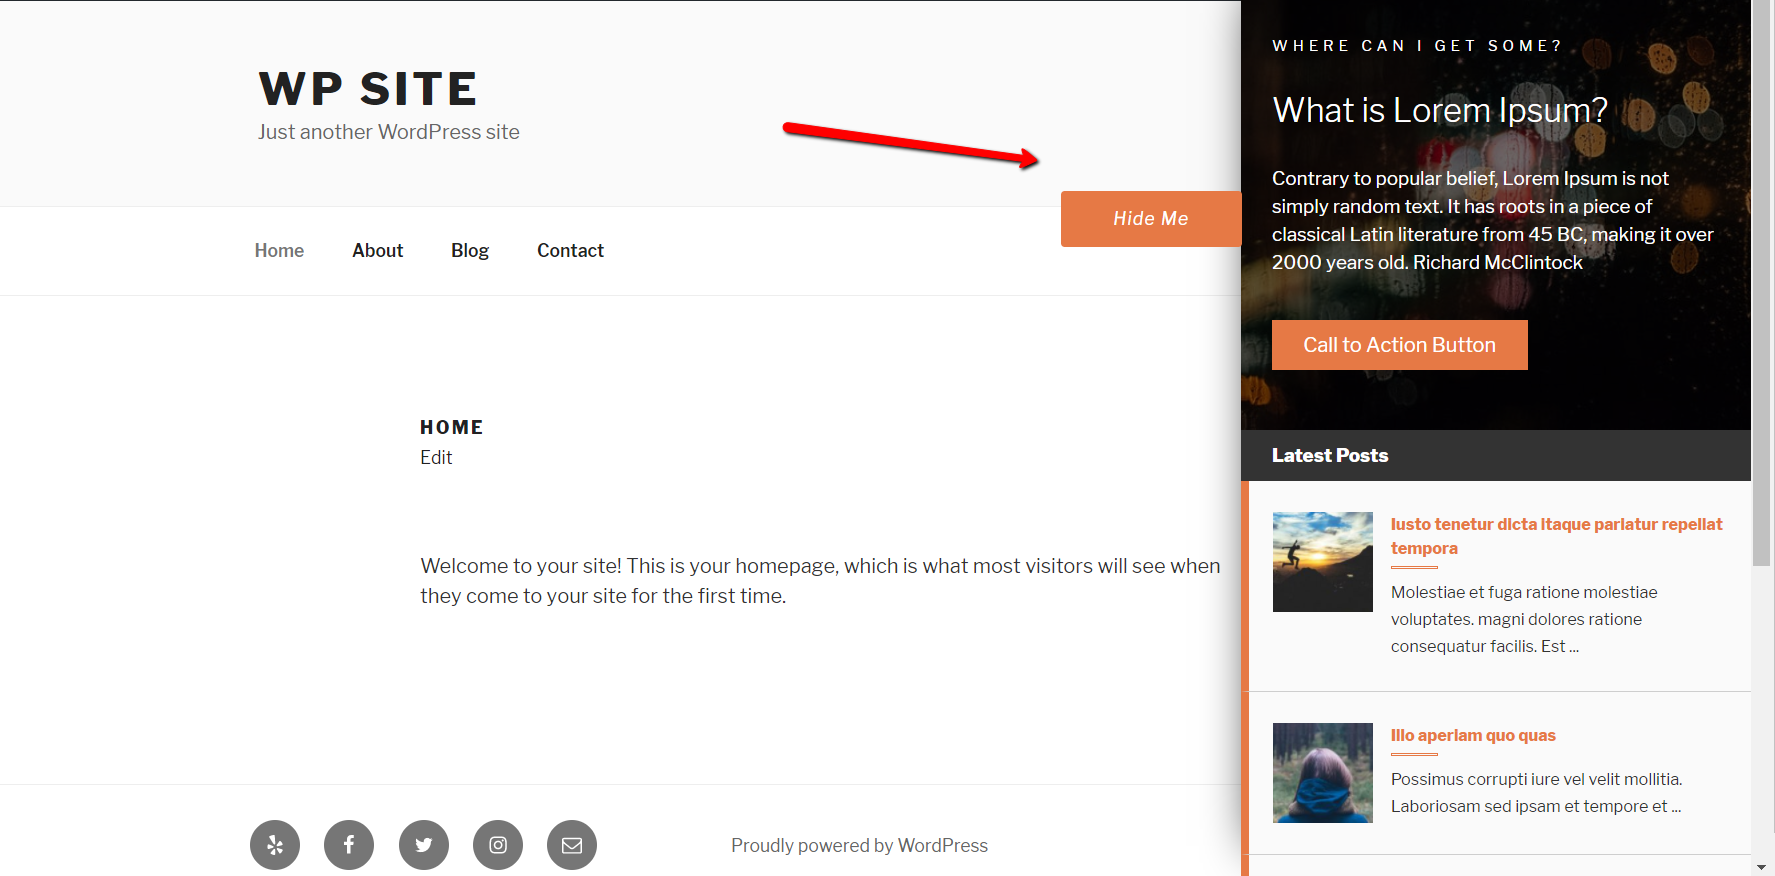 WP SITE
Just another WordPress site
Hide Me
Home
About
Blog
Contact
HOME
Edit
Welcome to your site! This is your homepage, which is what most visitors will see when
they come to your site for the first time.
Proudly powered by WordPress
WHERE CAN I GET SOME?
What is Lorem Ipsum?
Contrary to popular belief, Lorem Ipsum is not
simply random text. It has roots in a piece of
classical Latin literature from 45 BC, making it over
2000 years old. Richard McClintock
Call to Action Button
Latest Posts
Iusto tenetur dicta itaque pariatur repellat
tempora
Molestiae et fuga ratione molestiae
voluptates. magni dolores ratione
consequatur facilis. Est ...
Illo aperiam quo quas
Possimus corrupti iure vel velit mollitia.
Laboriosam sed ipsam et tempore et ...